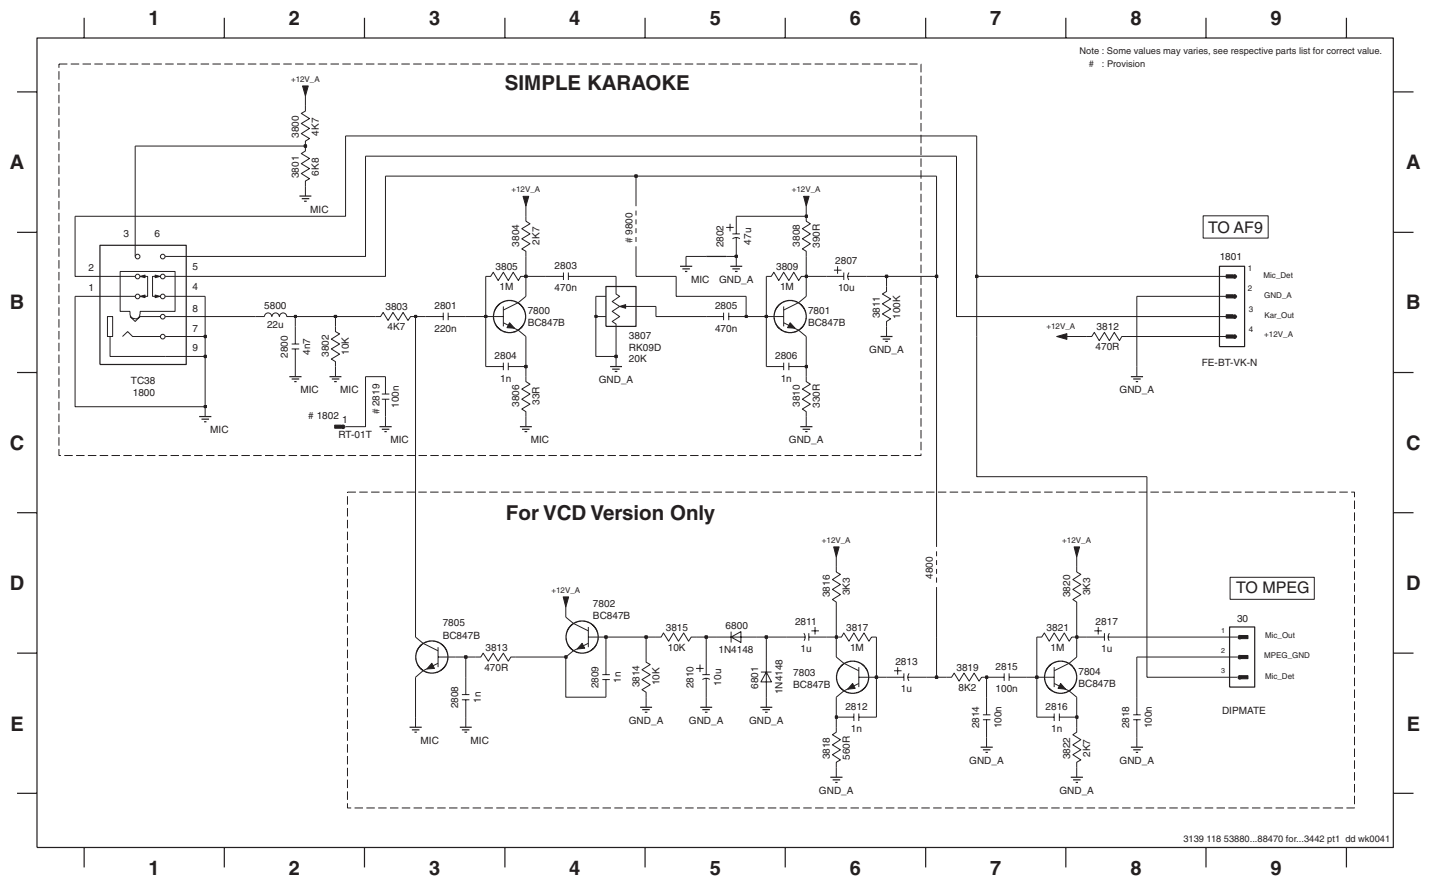 1 2 3 4 5 6 7 8 9
Note : Some values may varies, see respective parts list for correct value.
# : Provision
SIMPLE KARAOKE
+12V_A
3800
4K7
3801
6K8
MIC
A
A
+12V_A
3804
2K7
# 9800
2802
47u
+
MIC
GND_A
+12V_A
3808
390R
TO AF9
3 6
2 5
1 4
8
7
9
TC38
1800
MIC
B
B
5800
22u
2800
4n7
MIC
3802
10K
MIC
3803
4K7
2801
220n
3805
1M
7800
BC847B
2803
470n
2804
1n
3806
33R
MIC
3807
RK09D
20K
GND_A
2805
470n
3809
1M
7801
BC847B
2807
+
10u
3811
100K
GND_A
2806
1n
3810
330R
GND_A
+12V_A
3812
470R
GND_A
1801
1 Mic_Det
2 GND_A
3 Kar_Out
4 +12V_A
FE-BT-VK-N
# 1802
1
RT-01T
# 2819
100n
MIC
C
C
For VCD Version Only
D
D
7805
BC847B
3813
470R
2808
1n
MIC
MIC
+12V_A
7802
BC847B
2809
1n
3814
10K
GND_A
3815
10K
2810
+
10u
GND_A
6800
1N4148
6801
1N4148
GND_A
2811
+
1u
+12V_A
3816
3K3
3817
1M
7803
BC847B
2812
1n
3818
560R
GND_A
2813
+
1u
4800
3819
8K2
2814
100n
GND_A
2815
100n
+12V_A
3820
3K3
3821
1M
7804
BC847B
2816
1n
3822
2K7
GND_A
2817
+
1u
2818
100n
GND_A
TO MPEG
30
1 Mic_Out
2 MPEG_GND
3 Mic_Det
DIPMATE
E
E
3139 118 53880...88470 for...3442 pt1 dd wk0041
1 2 3 4 5 6 7 8 9